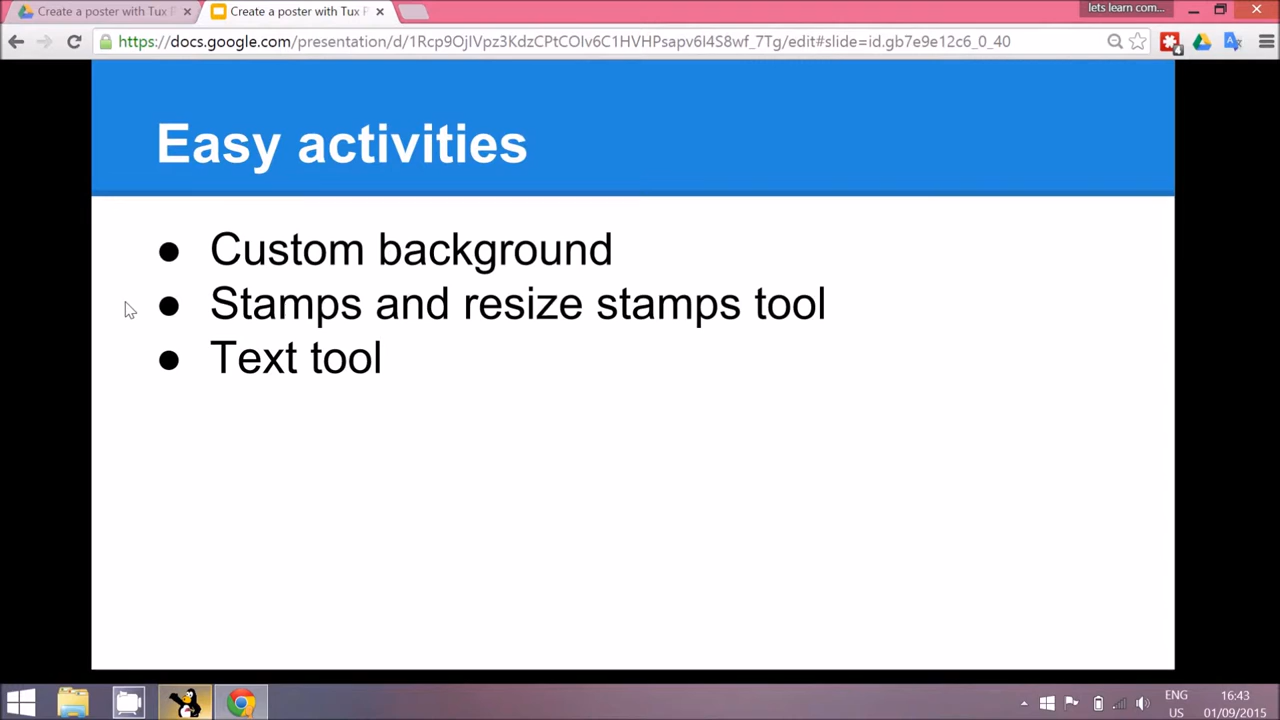 Create a poster with Tux P
Create a poster with Tux P
lets learn com...
https://docs.google.com/presentation/d/1Rcp9OjIVpz3KdzCPtCOIv6C1HVHPsapv6I4S8wf_7Tg/edit#slide=id.gb7e9e12c6_0_40
Easy activities
● Custom background
● Stamps and resize stamps tool
● Text tool
ENG
US
16:43
01/09/2015